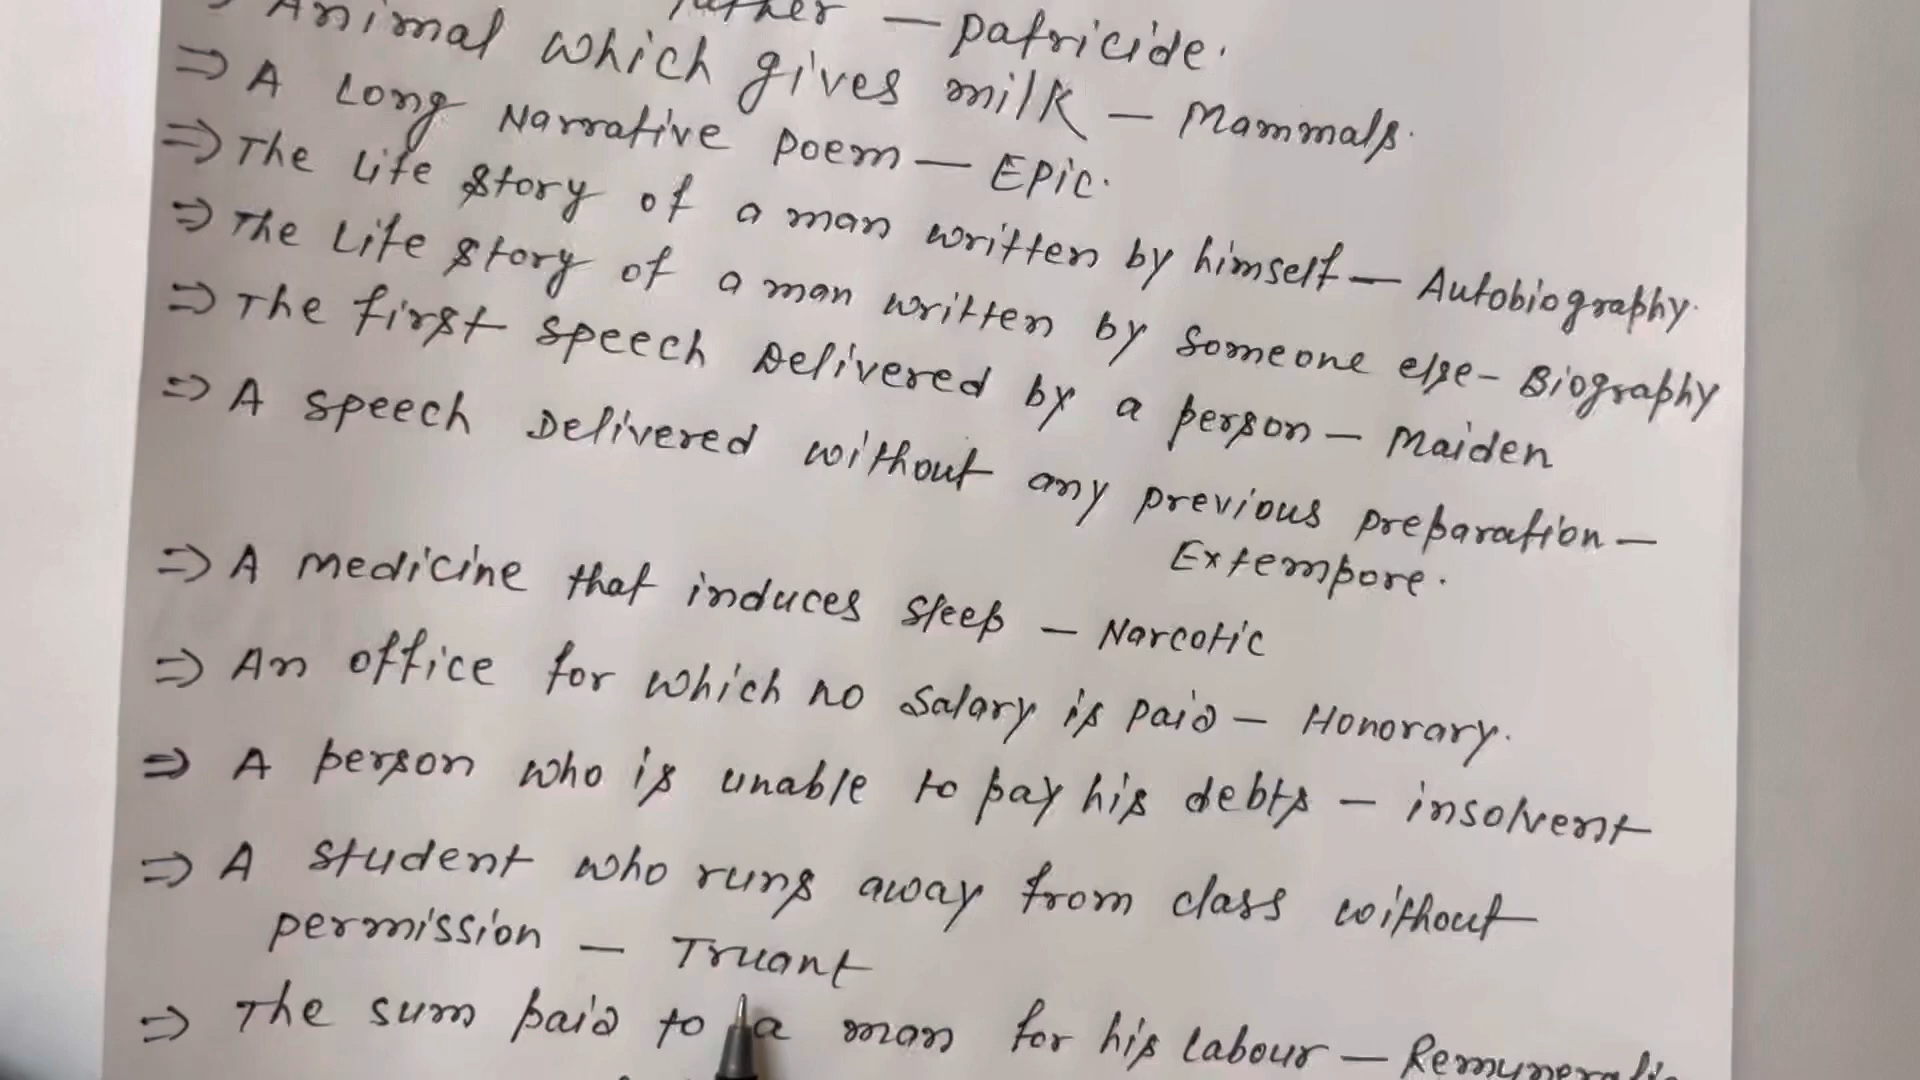 father — patricide.
⇒ Animal which gives milk — Mammals.
⇒ A Long Narrative poem — Epic.
⇒ The Life story of a man written by himself — Autobiography.
⇒ The Life story of a man written by someone else - Biography
⇒ The first speech Delivered by a person — Maiden
⇒ A speech Delivered without any previous preparation —
Extempore.
⇒ A medicine that induces sleep — Narcotic
⇒ An office for which no salary is paid — Honorary.
⇒ A person who is unable to pay his debts — insolvent
⇒ A student who runs away from class without
permission — Truant
⇒ The sum paid to a man for his labour —